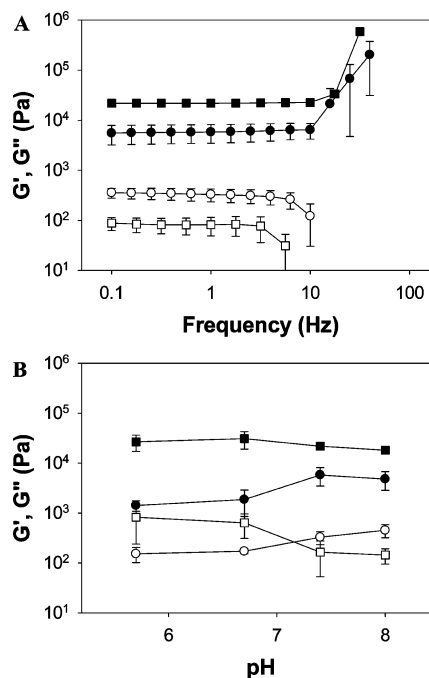 A
10⁶
10⁵
10⁴
10³
10²
10¹
G', G'' (Pa)
0.1 1 10 100
Frequency (Hz)
B
10⁶
10⁵
10⁴
10³
10²
10¹
G', G'' (Pa)
6 7 8
pH